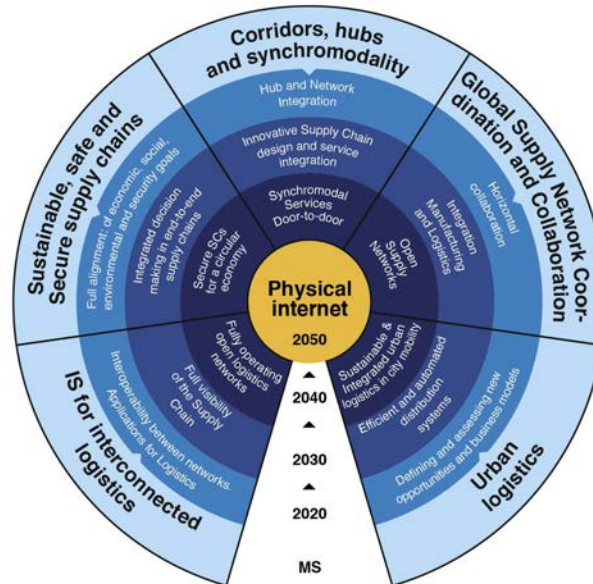 Corridors, hubs
and synchromodality
Hub and Network
Integration
Innovative Supply Chain
design and service
integration
Synchromodal
Services
Door-to-door
Global Supply Network Coor-
dination and Collaboration
Horizontal
collaboration
Integration
Manufacturing
and Logistics
Open
Supply
Networks
Urban
logistics
Defining and assessing new
opportunities and business models
Efficient and automated
distribution
systems
Sustainable &
Integrated urban
logistics in city mobility
Sustainable, safe and
Secure supply chains
Full alignment: of economic, social,
environmental and security goals
Integrated decision
making in end-to-end
supply chains
Secure SCs
for a circular
economy
IS for interconnected
logistics
Interoperability between networks.
Applications for Logistics
Full visibility
of the Supply
Chain
Fully operating
open logistics
networks
Physical
internet
2050
2040
2030
2020
MS